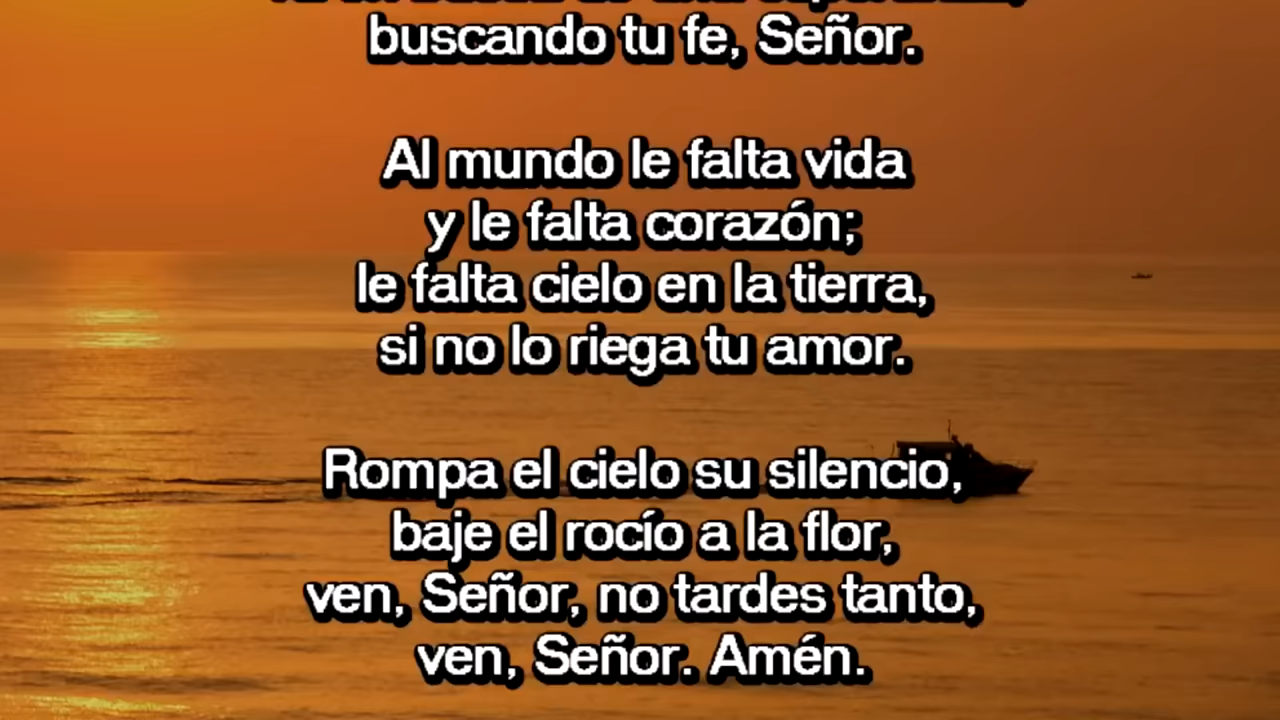 buscando tu fe, Señor.
Al mundo le falta vida
y le falta corazón;
le falta cielo en la tierra,
si no lo riega tu amor.
Rompa el cielo su silencio,
baje el rocío a la flor,
ven, Señor, no tardes tanto,
ven, Señor. Amén.